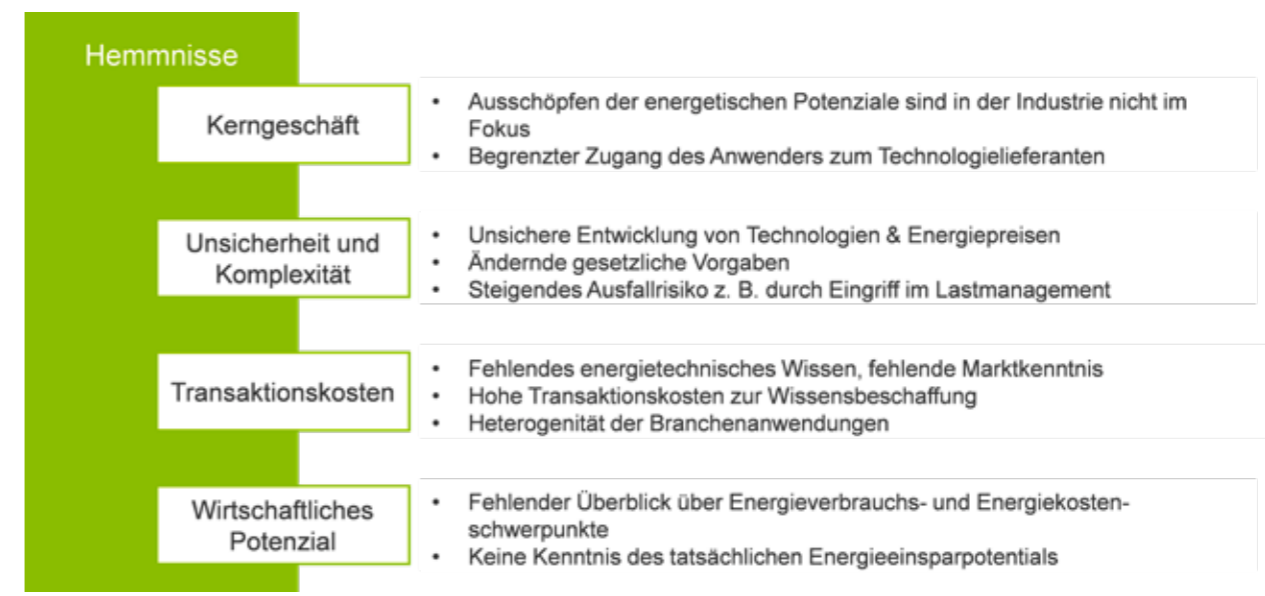 Hemmnisse
Kerngeschäft
• Ausschöpfen der energetischen Potenziale sind in der Industrie nicht im
Fokus
• Begrenzter Zugang des Anwenders zum Technologielieferanten
Unsicherheit und
Komplexität
• Unsichere Entwicklung von Technologien & Energiepreisen
• Ändernde gesetzliche Vorgaben
• Steigendes Ausfallrisiko z. B. durch Eingriff im Lastmanagement
Transaktionskosten
• Fehlendes energietechnisches Wissen, fehlende Marktkenntnis
• Hohe Transaktionskosten zur Wissensbeschaffung
• Heterogenität der Branchenanwendungen
Wirtschaftliches
Potenzial
• Fehlender Überblick über Energieverbrauchs- und Energiekosten-
schwerpunkte
• Keine Kenntnis des tatsächlichen Energieeinsparpotentials